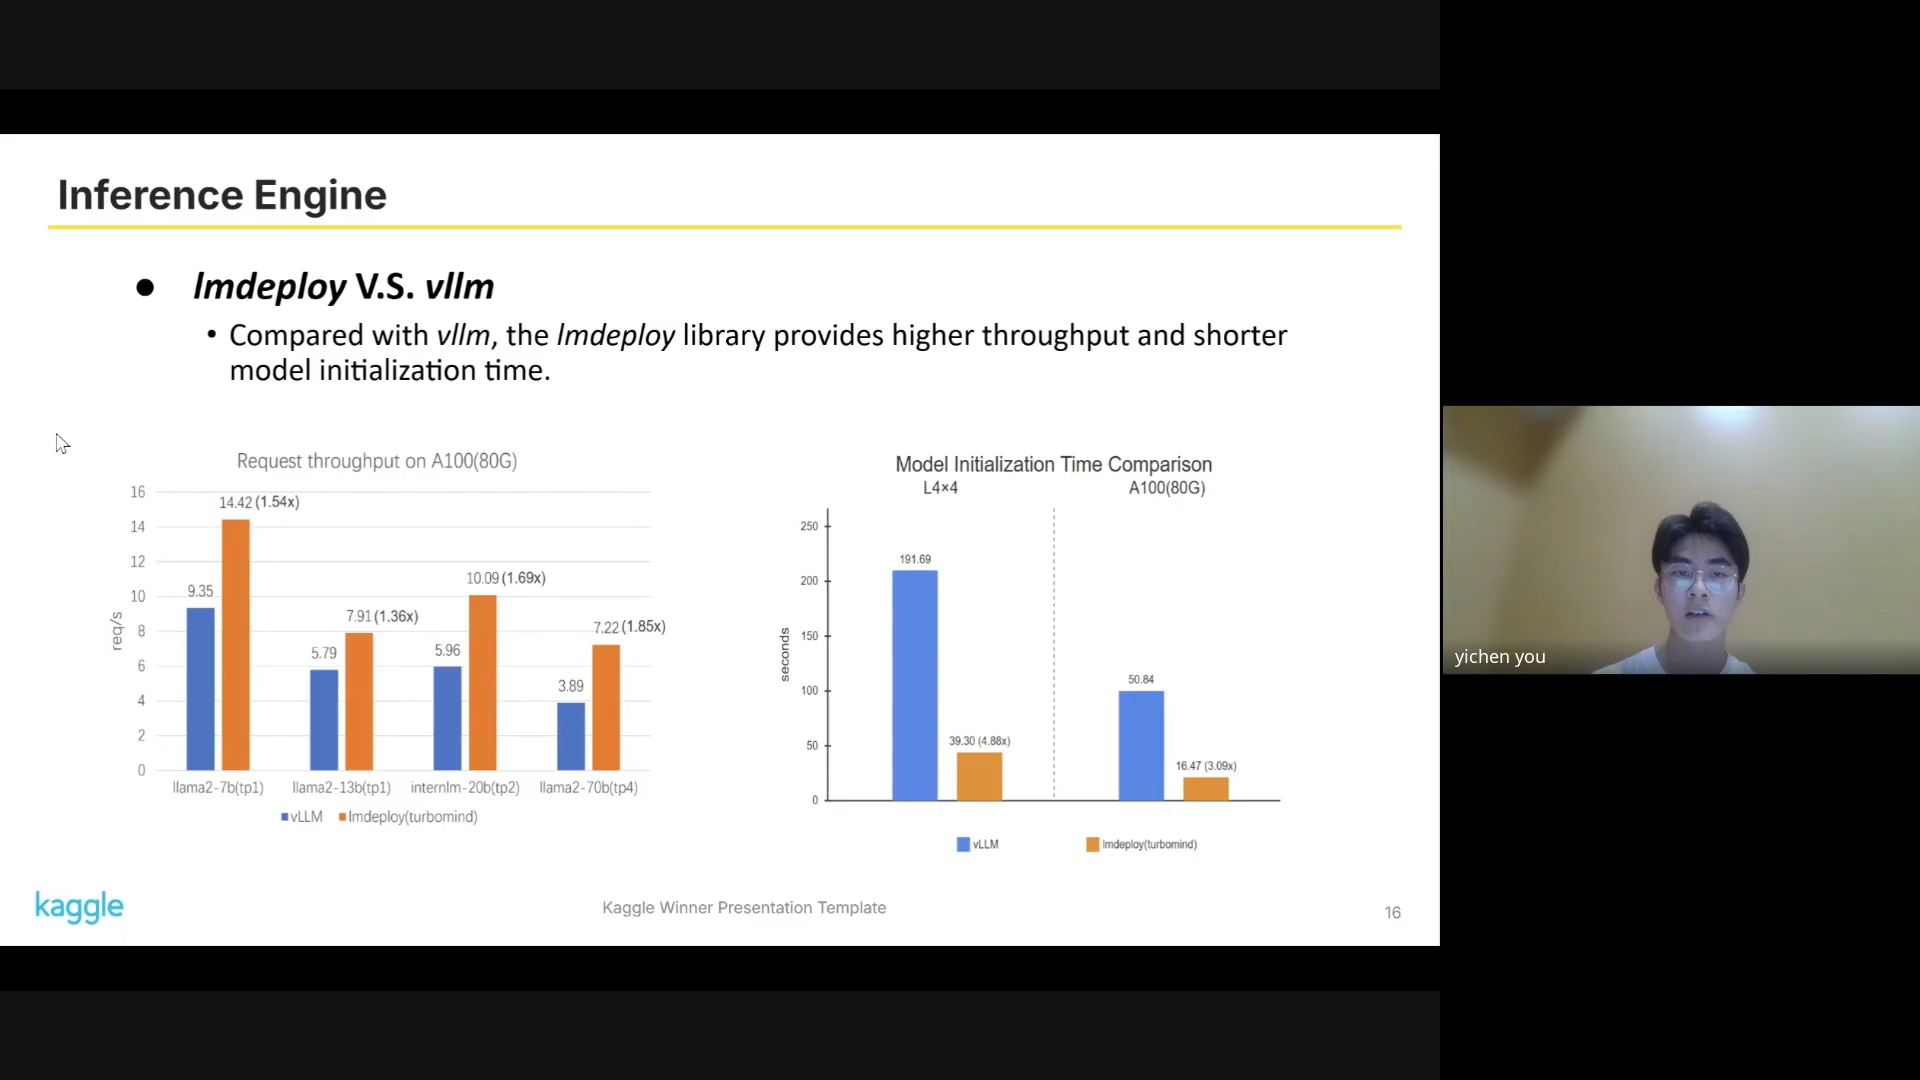 Inference Engine
● lmdeploy V.S. vllm
• Compared with vllm, the lmdeploy library provides higher throughput and shorter
model initialization time.
Request throughput on A100(80G)
req/s
16
14
12
10
8
6
4
2
0
9.35
14.42 (1.54x)
5.79
7.91 (1.36x)
5.96
10.09 (1.69x)
3.89
7.22 (1.85x)
llama2-7b(tp1) llama2-13b(tp1) internlm-20b(tp2) llama2-70b(tp4)
vLLM lmdeploy(turbomind)
Model Initialization Time Comparison
L4×4 A100(80G)
seconds
250
200
150
100
50
0
191.69
39.30 (4.88x)
50.84
16.47 (3.09x)
vLLM lmdeploy(turbomind)
yichen you
kaggle
Kaggle Winner Presentation Template
16